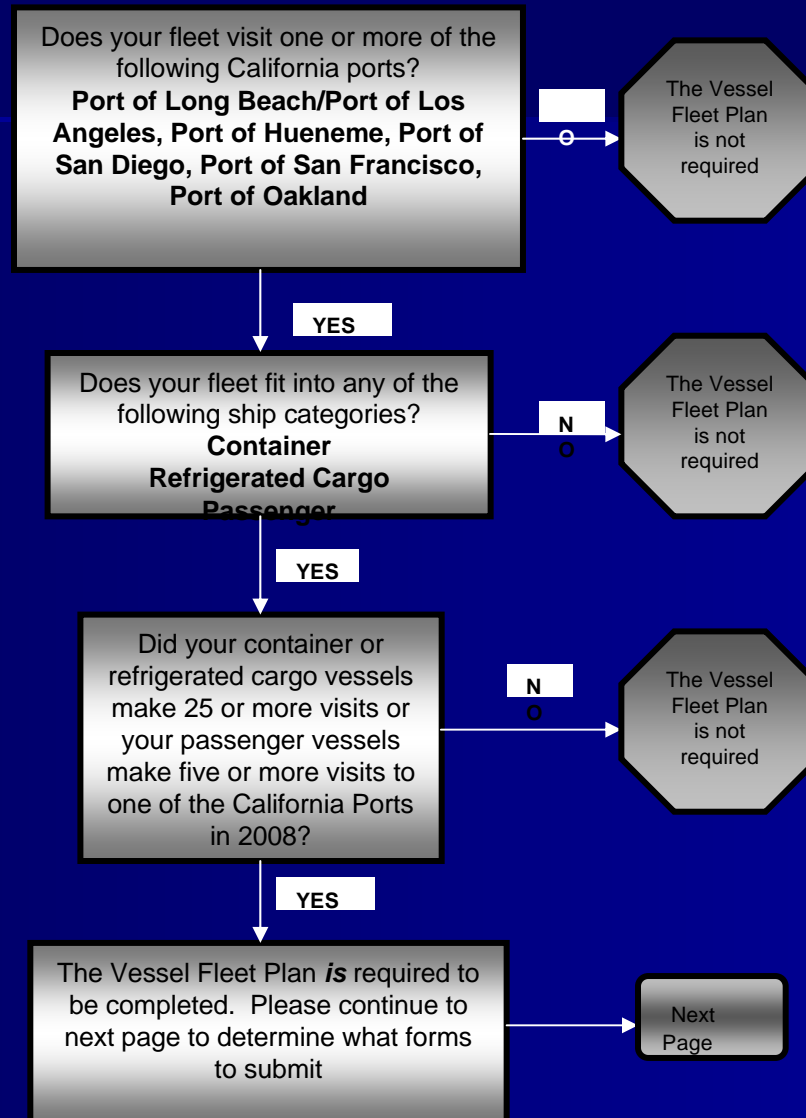 Does your fleet visit one or more of the
following California ports?
Port of Long Beach/Port of Los
Angeles, Port of Hueneme, Port of
San Diego, Port of San Francisco,
Port of Oakland
O
The Vessel
Fleet Plan
is not
required
YES
Does your fleet fit into any of the
following ship categories?
Container
Refrigerated Cargo
Passenger
N
O
The Vessel
Fleet Plan
is not
required
YES
Did your container or
refrigerated cargo vessels
make 25 or more visits or
your passenger vessels
make five or more visits to
one of the California Ports
in 2008?
N
O
The Vessel
Fleet Plan
is not
required
YES
The Vessel Fleet Plan is required to
be completed.  Please continue to
next page to determine what forms
to submit
Next
Page